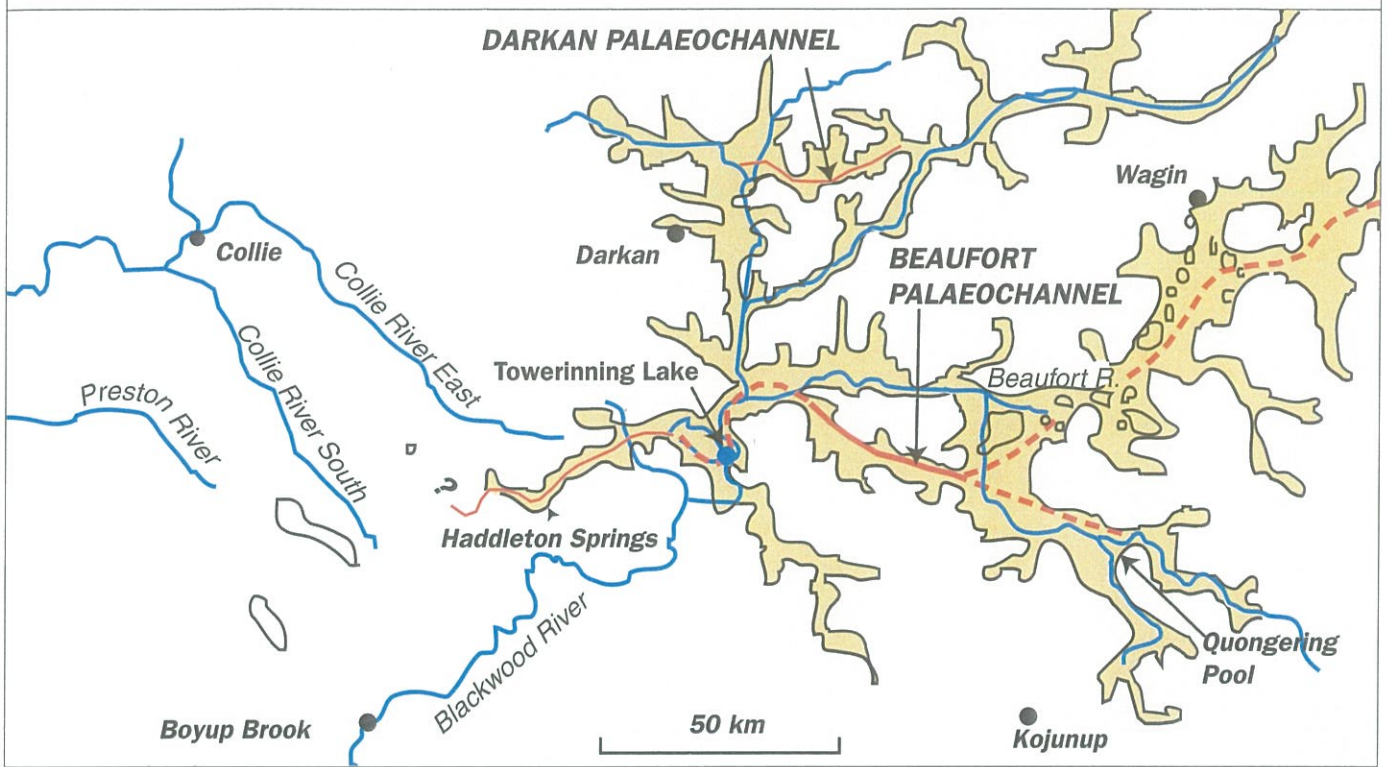 DARKAN PALAEOCHANNEL
Wagin
Collie
Darkan
BEAUFORT
PALAEOCHANNEL
Collie River East
Towerinning Lake
Beaufort R.
Preston River
Collie River South
?
Haddleton Springs
Blackwood River
Quongering
Pool
50 km
Boyup Brook
Kojunup